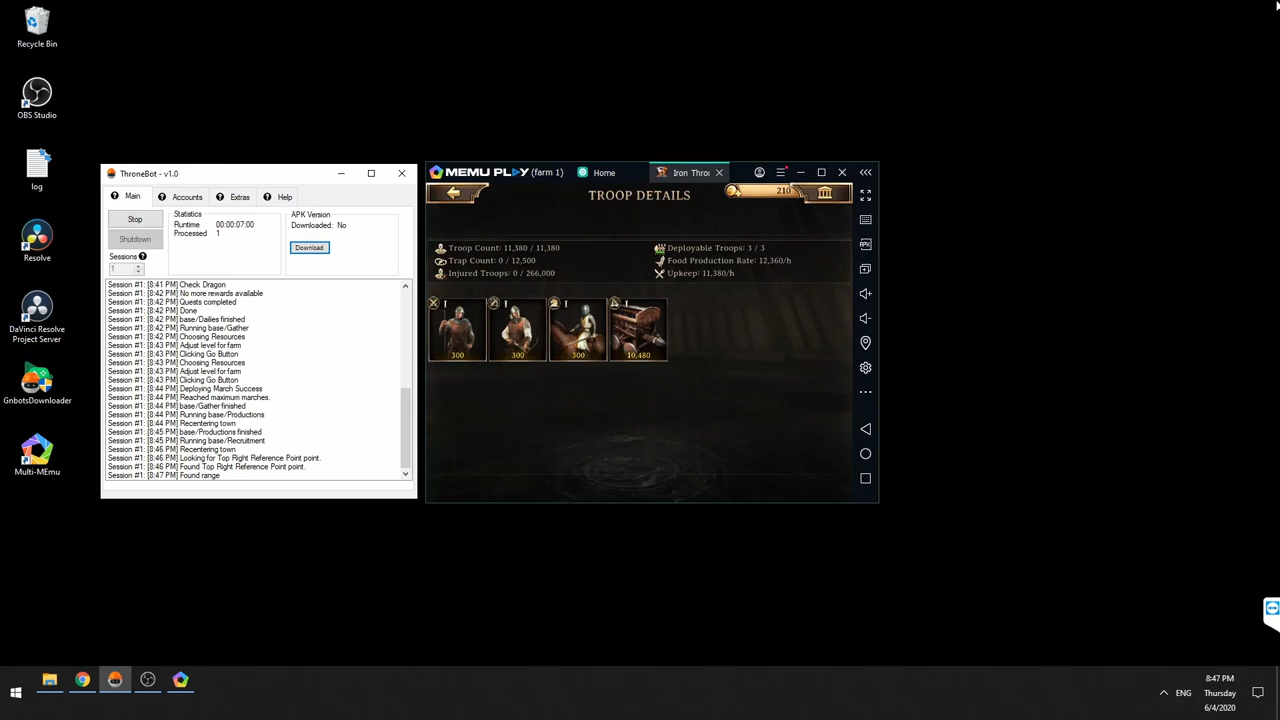 Recycle Bin
OBS Studio
log
Resolve
DaVinci Resolve
Project Server
GnbotsDownloader
Multi-MEmu
ThroneBot - v1.0
Main
Accounts
Extras
Help
Stop
Shutdown
Sessions
1
Statistics
Runtime 00:00:07:00
Processed 1
APK Version
Downloaded: No
Download
Session #1: [8:41 PM] Check Dragon
Session #1: [8:42 PM] No more rewards available
Session #1: [8:42 PM] Quests completed
Session #1: [8:42 PM] Done
Session #1: [8:42 PM] base/Dailies finished
Session #1: [8:42 PM] Running base/Gather
Session #1: [8:42 PM] Choosing Resources
Session #1: [8:43 PM] Adjust level for farm
Session #1: [8:43 PM] Clicking Go Button
Session #1: [8:43 PM] Choosing Resources
Session #1: [8:43 PM] Adjust level for farm
Session #1: [8:43 PM] Clicking Go Button
Session #1: [8:44 PM] Deploying March Success
Session #1: [8:44 PM] Reached maximum marches.
Session #1: [8:44 PM] base/Gather finished
Session #1: [8:44 PM] Running base/Productions
Session #1: [8:44 PM] Recentering town
Session #1: [8:45 PM] base/Productions finished
Session #1: [8:45 PM] Running base/Recruitment
Session #1: [8:46 PM] Recentering town
Session #1: [8:46 PM] Looking for Top Right Reference Point point.
Session #1: [8:46 PM] Found Top Right Reference Point point.
Session #1: [8:47 PM] Found range
MEMU PLAY (farm 1)
Home
Iron Thro
TROOP DETAILS
210
Troop Count: 11,380 / 11,380
Trap Count: 0 / 12,500
Injured Troops: 0 / 266,000
Deployable Troops: 3 / 3
Food Production Rate: 12,360/h
Upkeep: 11,380/h
I
300
I
300
I
300
I
10,480
APK
ENG
8:47 PM
Thursday
6/4/2020